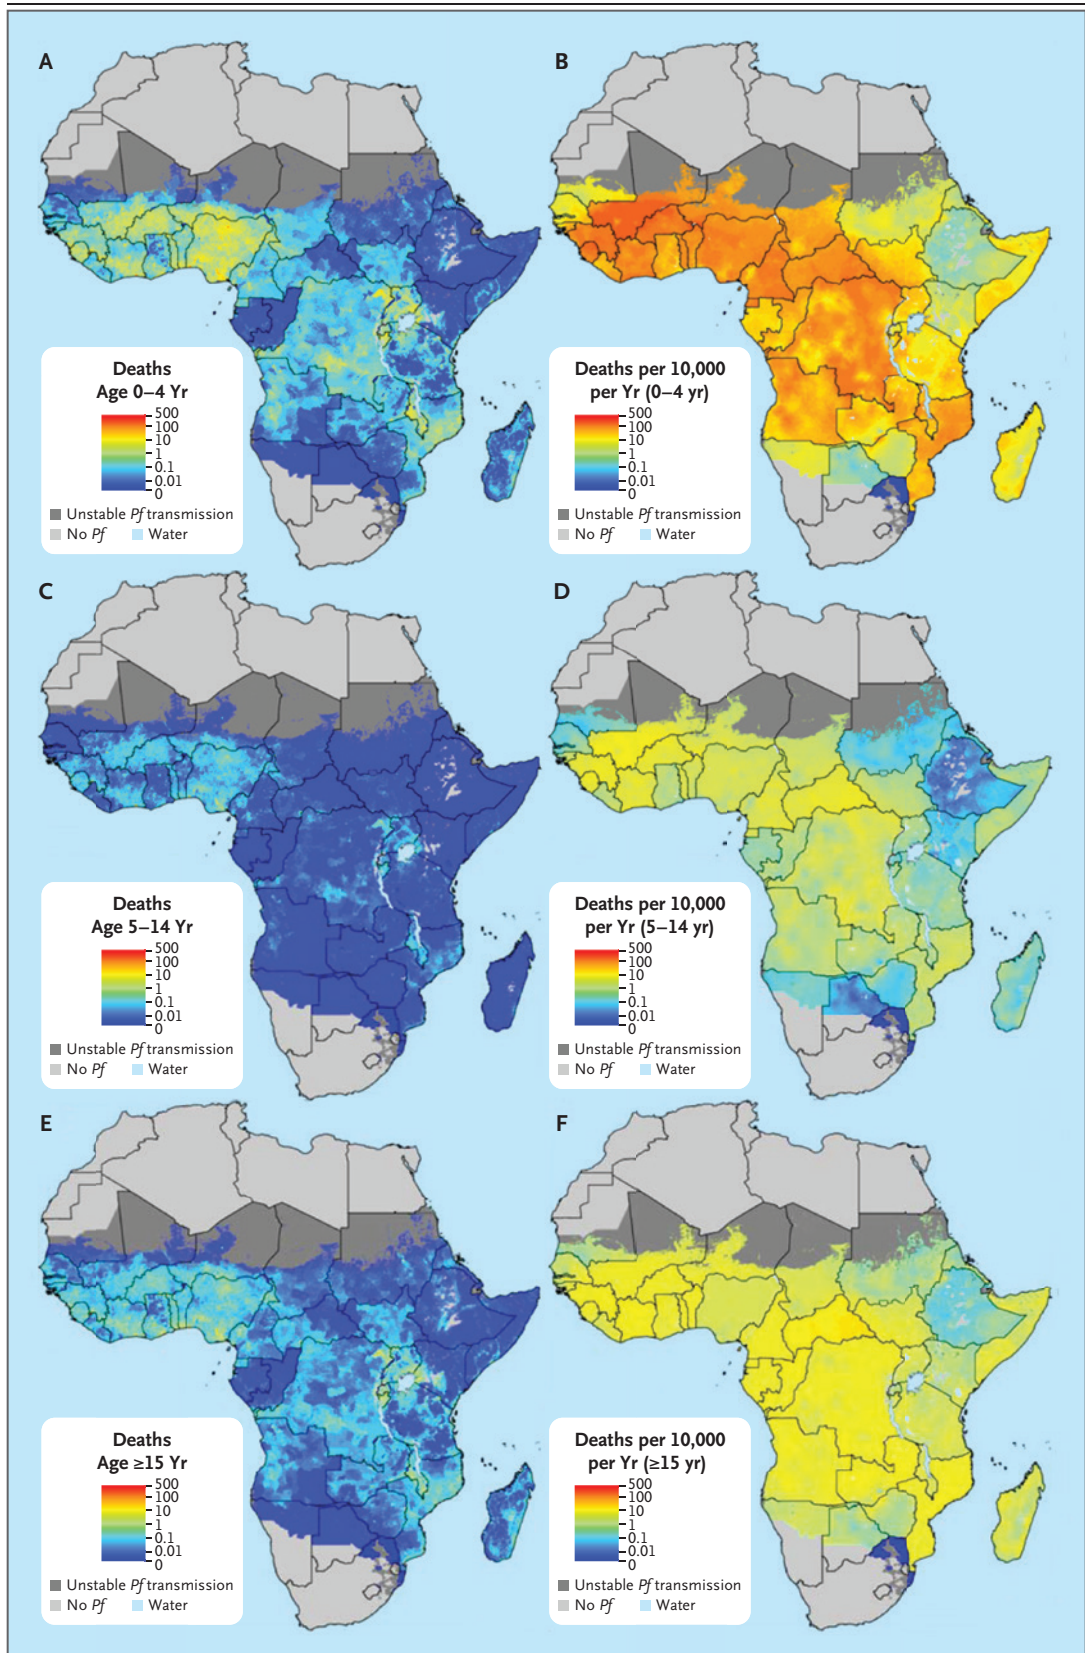 A
B
Deaths
Age 0–4 Yr
500
100
10
1
0.1
0.01
0
Unstable Pf transmission
No Pf Water
Deaths per 10,000
per Yr (0–4 yr)
500
100
10
1
0.1
0.01
0
Unstable Pf transmission
No Pf Water
C
D
Deaths
Age 5–14 Yr
500
100
10
1
0.1
0.01
0
Unstable Pf transmission
No Pf Water
Deaths per 10,000
per Yr (5–14 yr)
500
100
10
1
0.1
0.01
0
Unstable Pf transmission
No Pf Water
E
F
Deaths
Age ≥15 Yr
500
100
10
1
0.1
0.01
0
Unstable Pf transmission
No Pf Water
Deaths per 10,000
per Yr (≥15 yr)
500
100
10
1
0.1
0.01
0
Unstable Pf transmission
No Pf Water